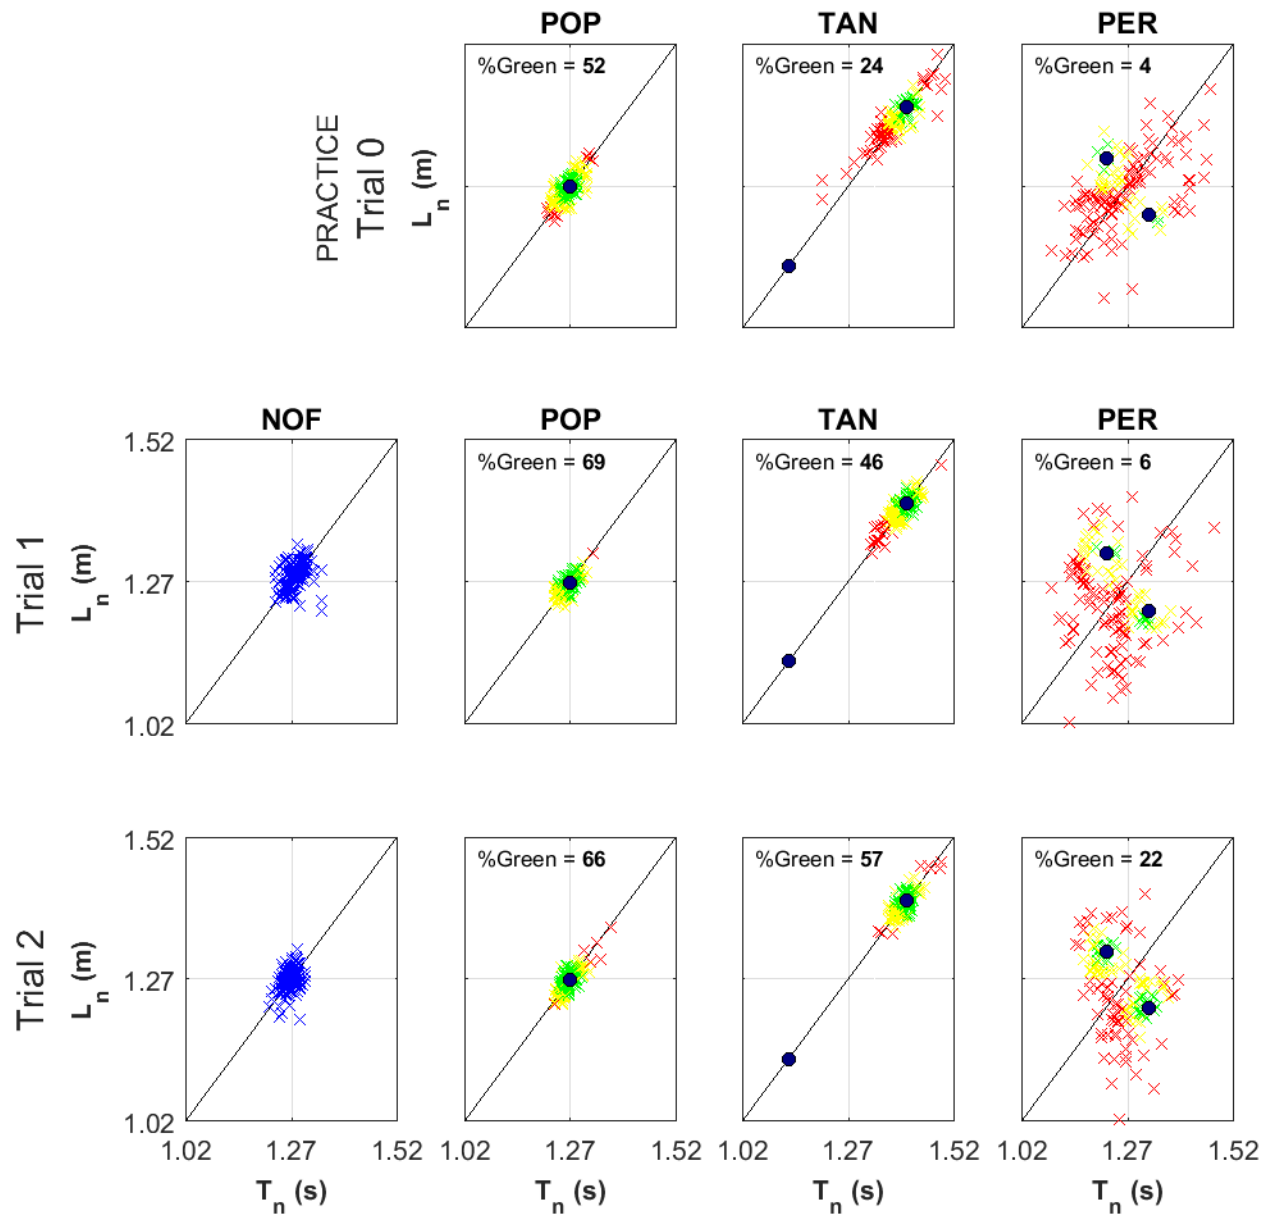 POP TAN PER
PRACTICE
Trial 0
L_n (m)
%Green = 52
%Green = 24
%Green = 4
NOF POP TAN PER
Trial 1
L_n (m)
1.52
1.27
1.02
%Green = 69
%Green = 46
%Green = 6
Trial 2
L_n (m)
1.52
1.27
1.02
%Green = 66
%Green = 57
%Green = 22
1.02 1.27 1.52 1.02 1.27 1.52 1.02 1.27 1.52 1.02 1.27 1.52
T_n (s) T_n (s) T_n (s) T_n (s)